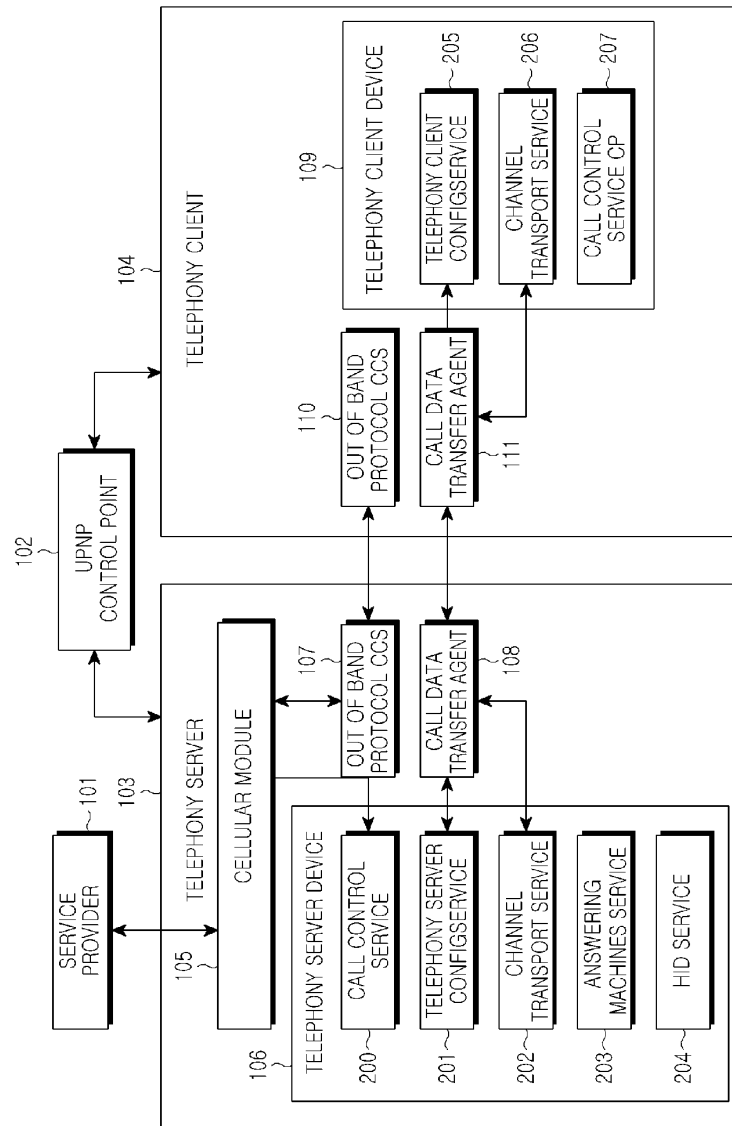 SERVICE
PROVIDER
101
UPNP
CONTROL POINT
102
103
TELEPHONY SERVER
105
CELLULAR MODULE
106
TELEPHONY SERVER DEVICE
200
CALL CONTROL
SERVICE
201
TELEPHONY SERVER
CONFIGSERVICE
202
CHANNEL
TRANSPORT SERVICE
203
ANSWERING
MACHINES SERVICE
204
HID SERVICE
107
OUT OF BAND
PROTOCOL CCS
CALL DATA
TRANSFER AGENT
108
104
TELEPHONY CLIENT
110
OUT OF BAND
PROTOCOL CCS
CALL DATA
TRANSFER AGENT
111
109
TELEPHONY CLIENT DEVICE
TELEPHONY CLIENT
CONFIGSERVICE
205
CHANNEL
TRANSPORT SERVICE
206
CALL CONTROL
SERVICE CP
207